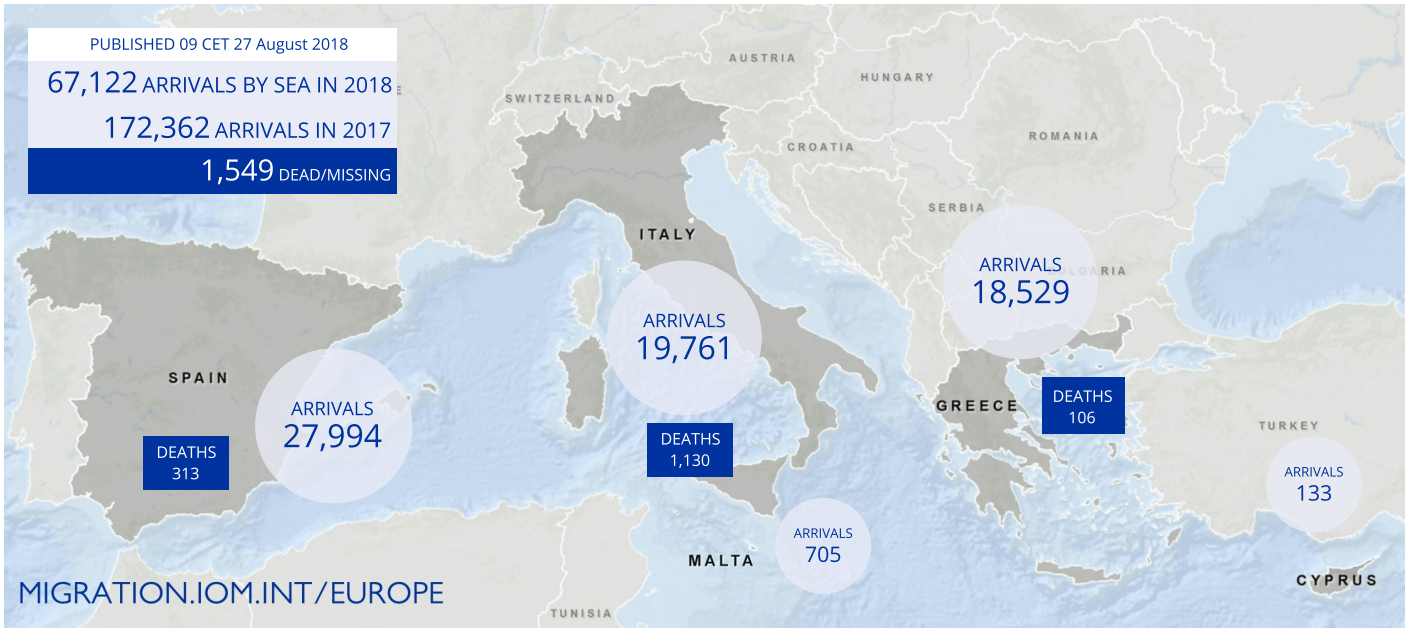 PUBLISHED 09 CET 27 August 2018
67,122 ARRIVALS BY SEA IN 2018
172,362 ARRIVALS IN 2017
1,549 DEAD/MISSING
AUSTRIA
HUNGARY
SWITZERLAND
ROMANIA
CROATIA
SERBIA
ITALY
ARRIVALS
18,529
BULGARIA
ARRIVALS
19,761
SPAIN
ARRIVALS
27,994
GREECE
DEATHS
106
TURKEY
DEATHS
313
DEATHS
1,130
ARRIVALS
133
ARRIVALS
705
MALTA
CYPRUS
MIGRATION.IOM.INT/EUROPE
TUNISIA